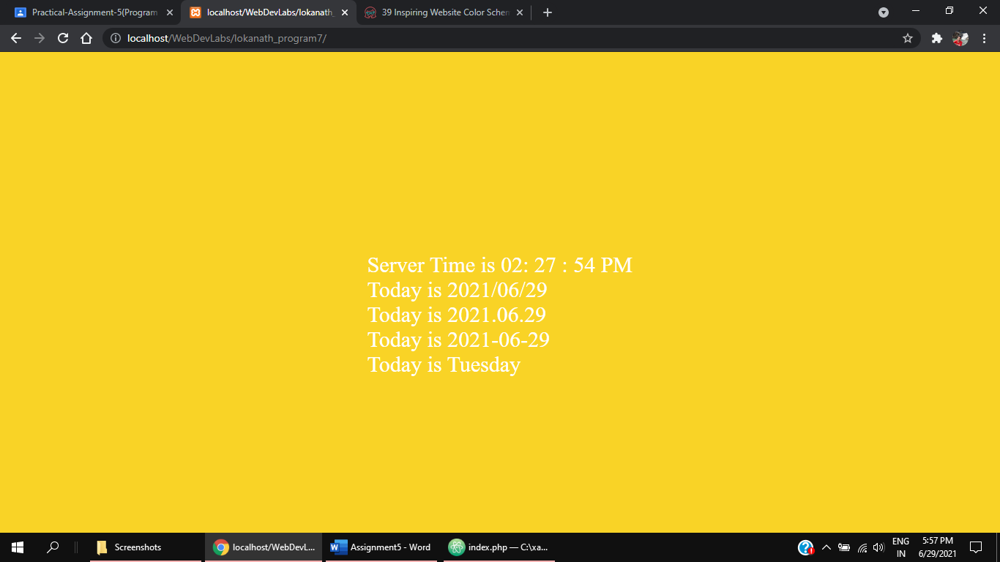 Practical-Assignment-5(Program
localhost/WebDevLabs/lokanath_
39 Inspiring Website Color Schem
localhost/WebDevLabs/lokanath_program7/
Server Time is 02: 27 : 54 PM
Today is 2021/06/29
Today is 2021.06.29
Today is 2021-06-29
Today is Tuesday
Screenshots
localhost/WebDevL...
Assignment5 - Word
index.php — C:\xa...
ENG
IN
5:57 PM
6/29/2021